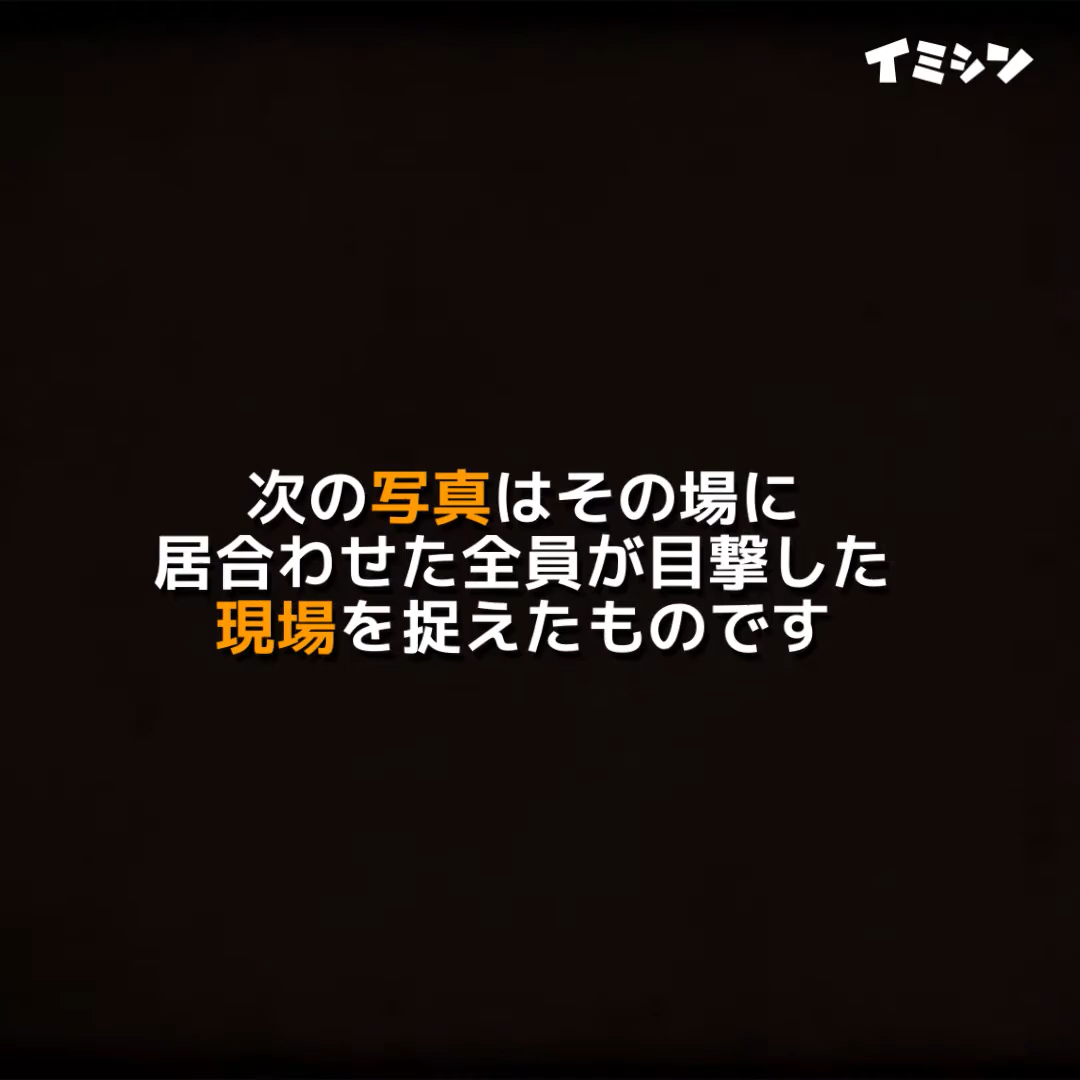 イミシン
次の写真はその場に
居合わせた全員が目撃した
現場を捉えたものです